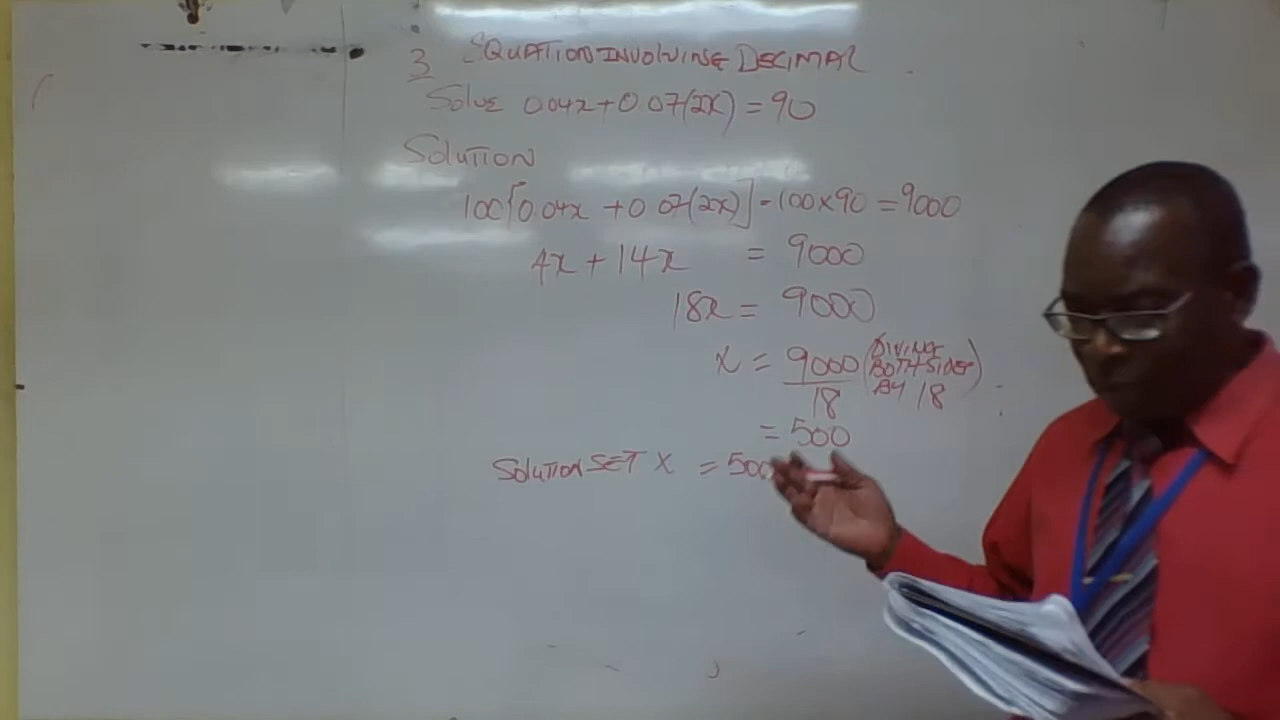 3 EQUATION INVOLVING DECIMAL
Solve 0.04x + 0.07(2x) = 90
Solution
100[0.04x + 0.07(2x)] = 100 x 90 = 9000
4x + 14x = 9000
18x = 9000
x = 9000/18 (DIVING BOTH SIDES BY 18)
= 500
Solution SET X = 500